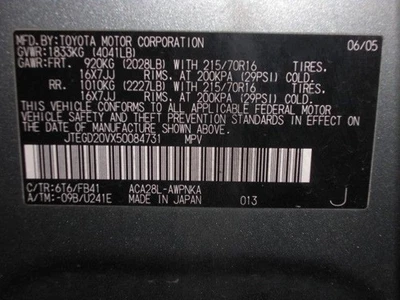 MFD.BY:TOYOTA MOTOR CORPORATION 06/05
GVWR:1833KG (4041LB)
GAWR:FRT. 920KG (2028LB) WITH 215/70R16 TIRES.
16X7JJ RIMS. AT 200KPA (29PSI) COLD.
RR. 1010KG (2227LB) WITH 215/70R16 TIRES.
16X7JJ RIMS. AT 200KPA (29PSI) COLD.
THIS VEHICLE CONFORMS TO ALL APPLICABLE FEDERAL MOTOR
VEHICLE SAFETY, BUMPER, AND THEFT PREVENTION STANDARDS IN EFFECT
ON THE DATE OF MANUFACTURE SHOWN ABOVE.
JTEGD20VX50084731 MPV
C/TR:6T6/FB41 ACA28L-AWPNKA J
A/TM:-09B/U241E MADE IN JAPAN 013